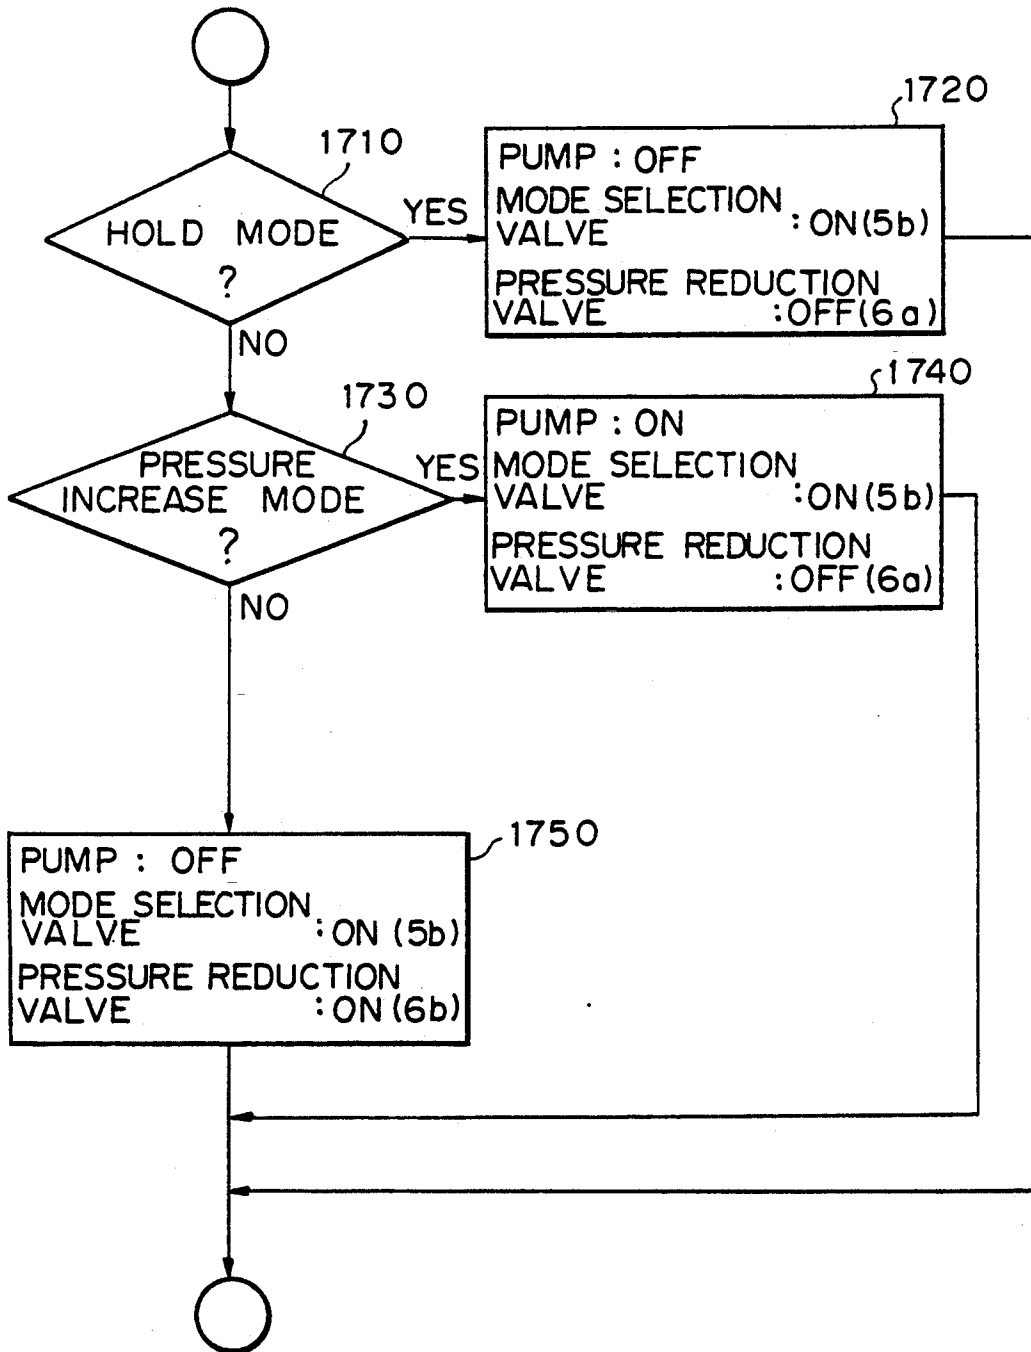 1710
HOLD MODE
?
YES
NO
1720
PUMP : OFF
MODE SELECTION
VALVE :ON(5b)
PRESSURE REDUCTION
VALVE :OFF(6a)
1730
PRESSURE
INCREASE MODE
?
YES
NO
1740
PUMP : ON
MODE SELECTION
VALVE :ON(5b)
PRESSURE REDUCTION
VALVE :OFF(6a)
1750
PUMP : OFF
MODE SELECTION
VALVE :ON (5b)
PRESSURE REDUCTION
VALVE :ON (6b)